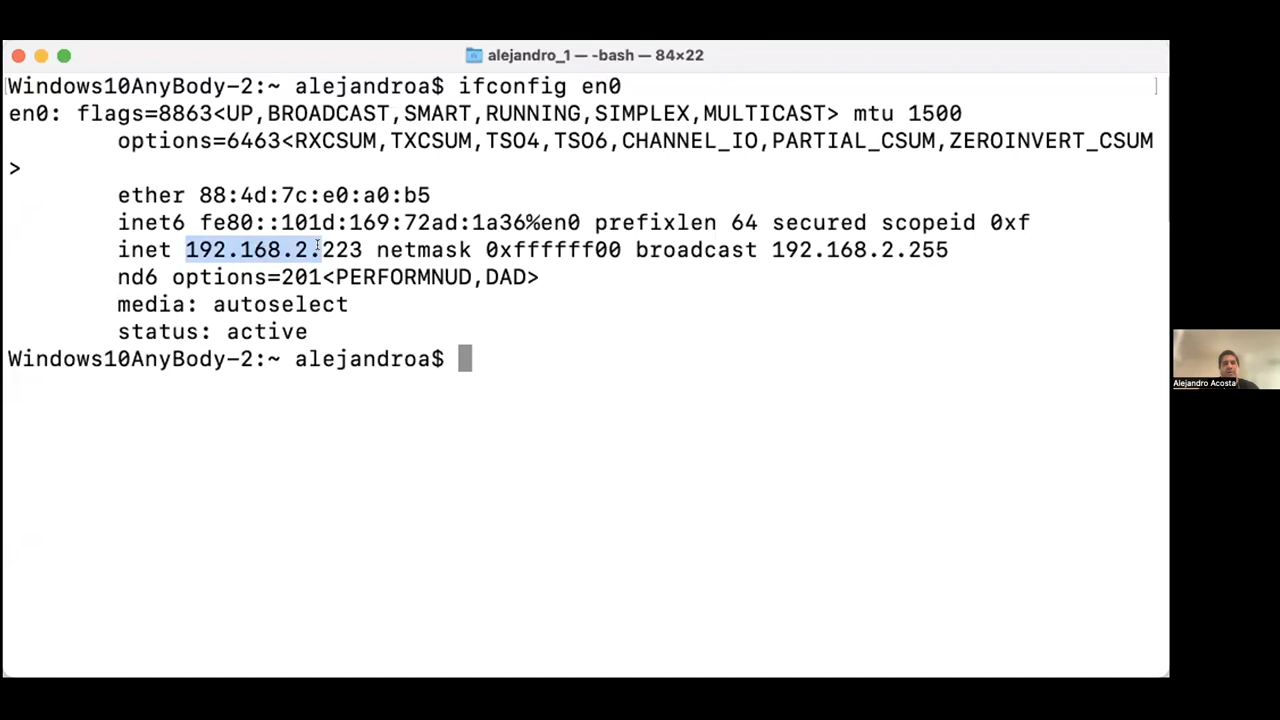 alejandro_1 — -bash — 84×22
Windows10AnyBody-2:~ alejandroa$ ifconfig en0
en0: flags=8863<UP,BROADCAST,SMART,RUNNING,SIMPLEX,MULTICAST> mtu 1500
options=6463<RXCSUM,TXCSUM,TSO4,TSO6,CHANNEL_IO,PARTIAL_CSUM,ZEROINVERT_CSUM
>
ether 88:4d:7c:e0:a0:b5
inet6 fe80::101d:169:72ad:1a36%en0 prefixlen 64 secured scopeid 0xf
inet 192.168.2.223 netmask 0xffffff00 broadcast 192.168.2.255
nd6 options=201<PERFORMNUD,DAD>
media: autoselect
status: active
Windows10AnyBody-2:~ alejandroa$
Alejandro Acosta